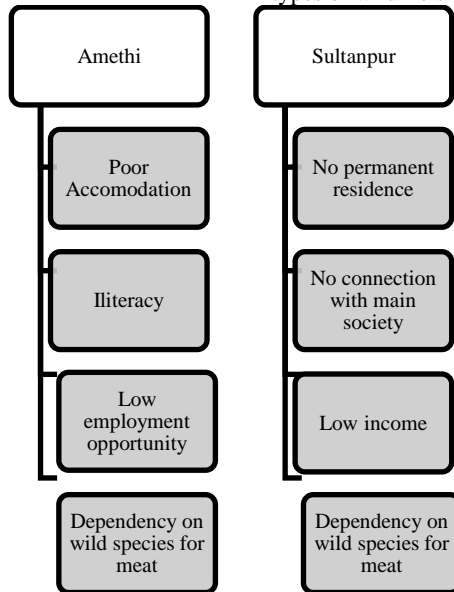 Amethi
Poor
Accomodation
Iliteracy
Low
employment
opportunity
Dependency on
wild species for
meat
Sultanpur
No permanent
residence
No connection
with main
society
Low income
Dependency on
wild species for
meat